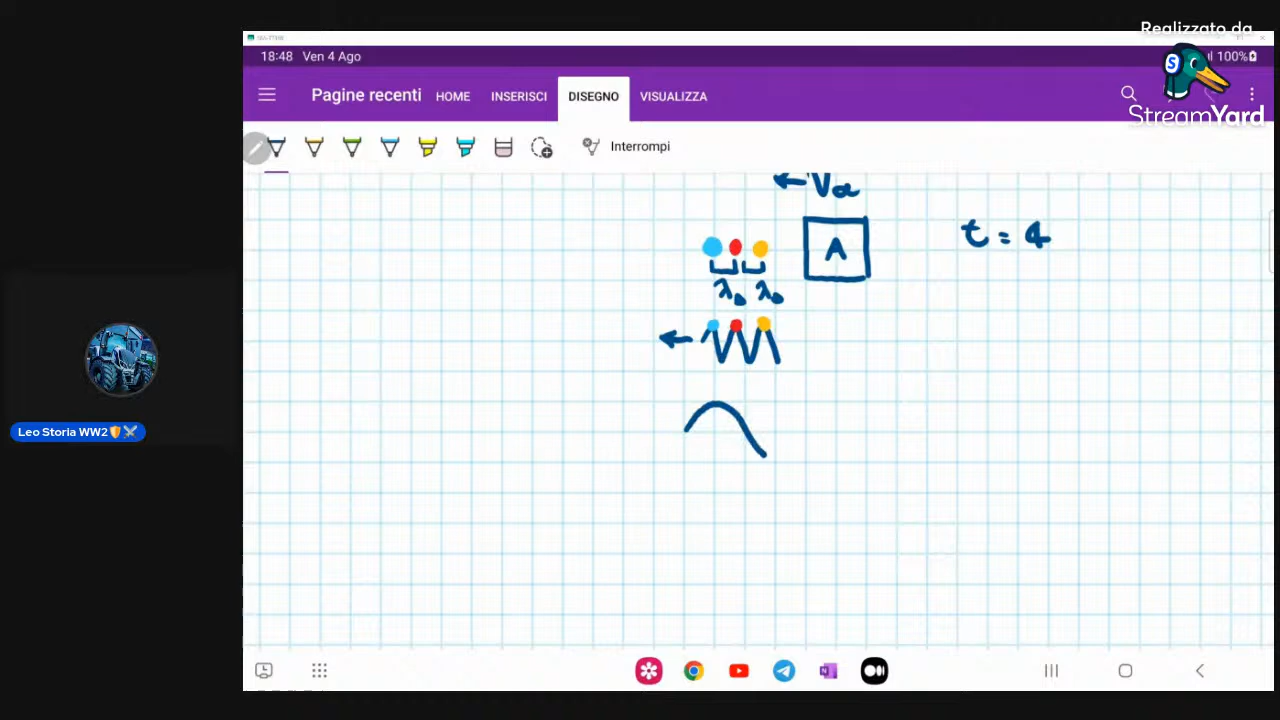 Realizzato da
StreamYard
18:48 Ven 4 Ago
100%
Pagine recenti HOME INSERISCI DISEGNO VISUALIZZA
Interrompi
← Vα
A
t = 4
λ₀ λ₀
Leo Storia WW2🛡️⚔️